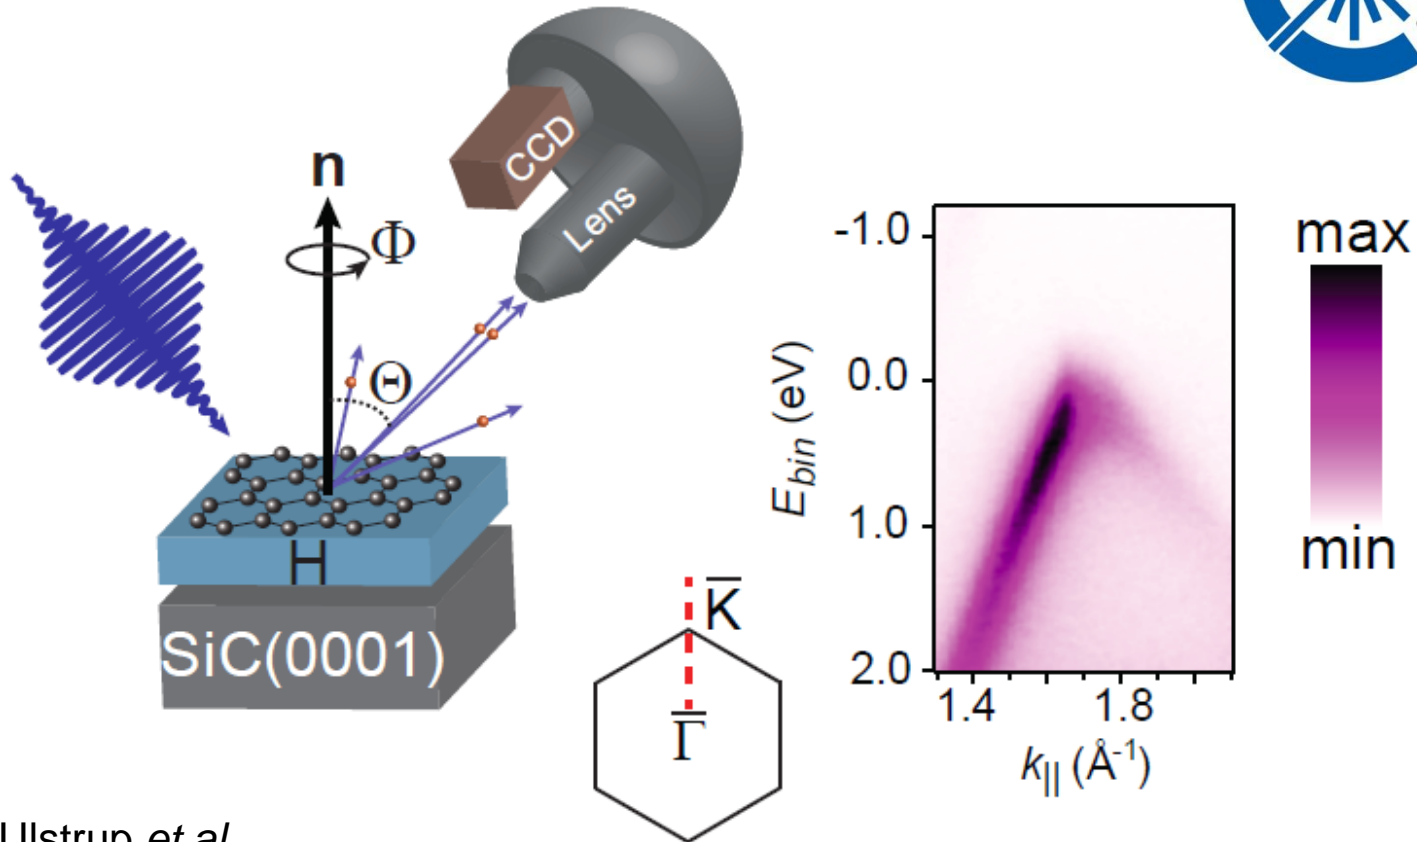 n
Φ
Θ
CCD
Lens
H
SiC(0001)
K̅
Γ̅
-1.0
0.0
1.0
2.0
E_bin (eV)
1.4 1.8
k_|| (Å⁻¹)
max
min
Ulstrup et al